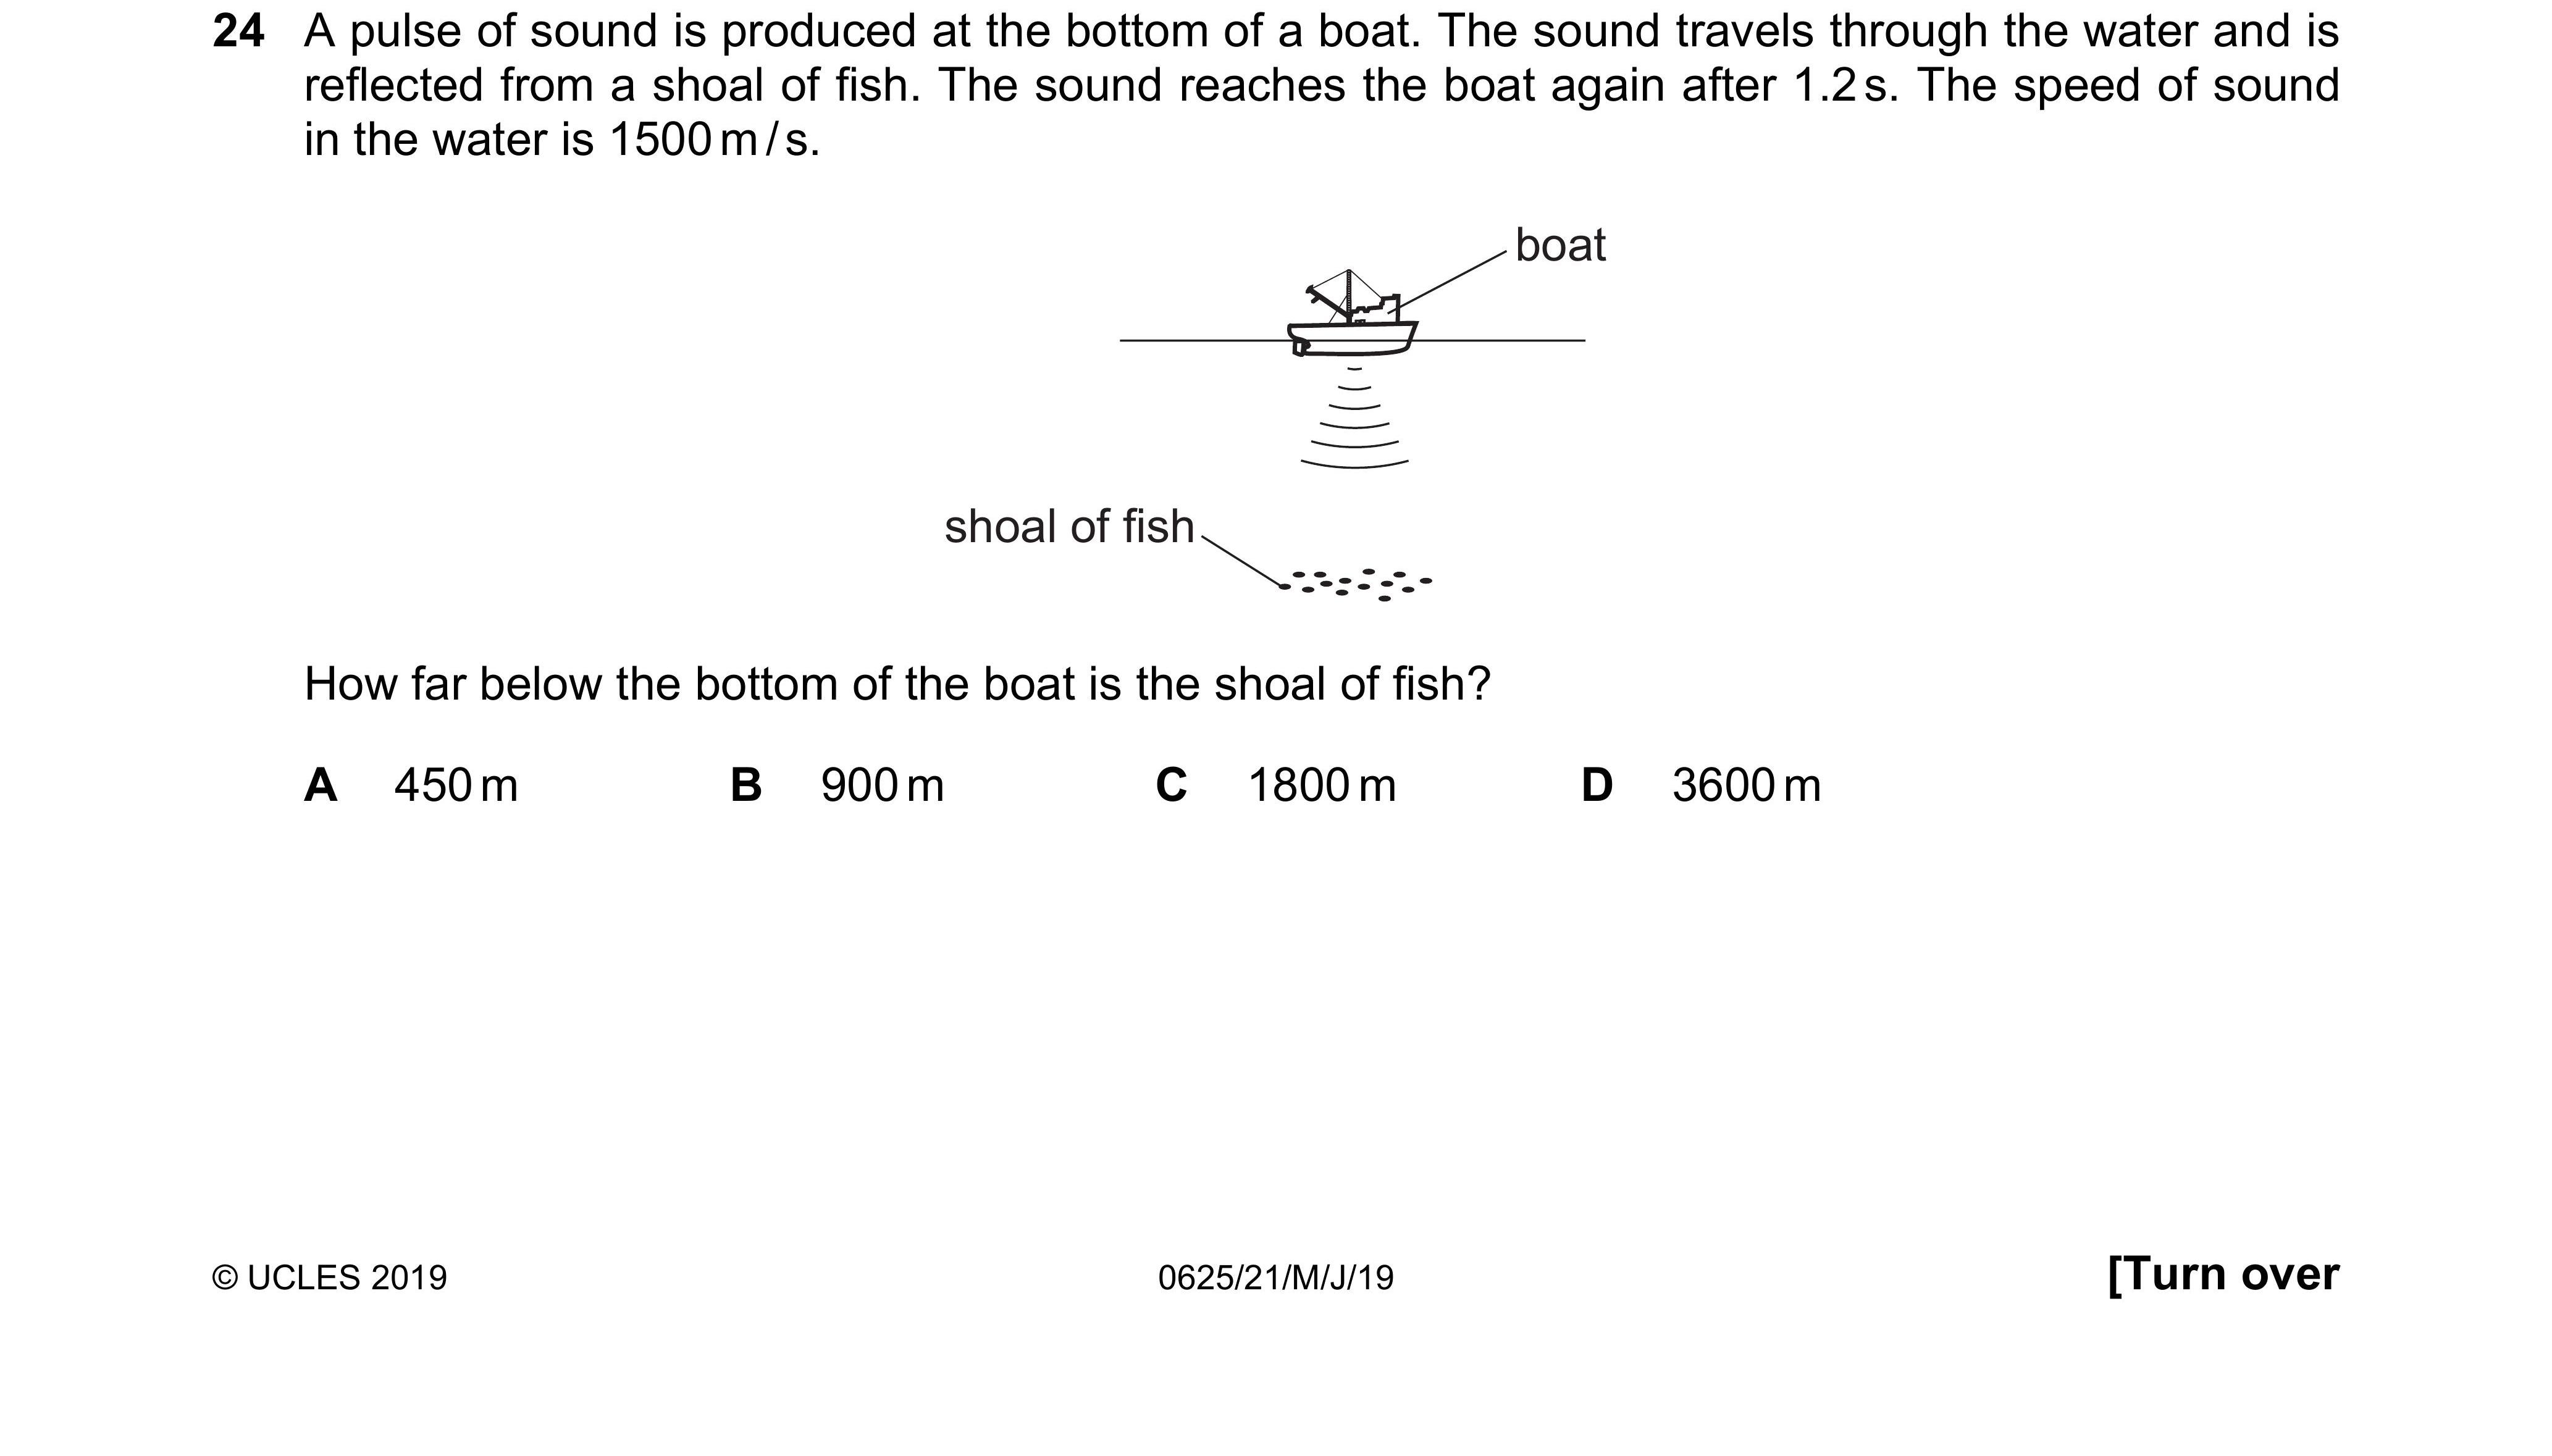 24 A pulse of sound is produced at the bottom of a boat. The sound travels through the water and is
reflected from a shoal of fish. The sound reaches the boat again after 1.2 s. The speed of sound
in the water is 1500 m / s.
boat
shoal of fish
How far below the bottom of the boat is the shoal of fish?
A 450 m B 900 m C 1800 m D 3600 m
© UCLES 2019 0625/21/M/J/19 [Turn over